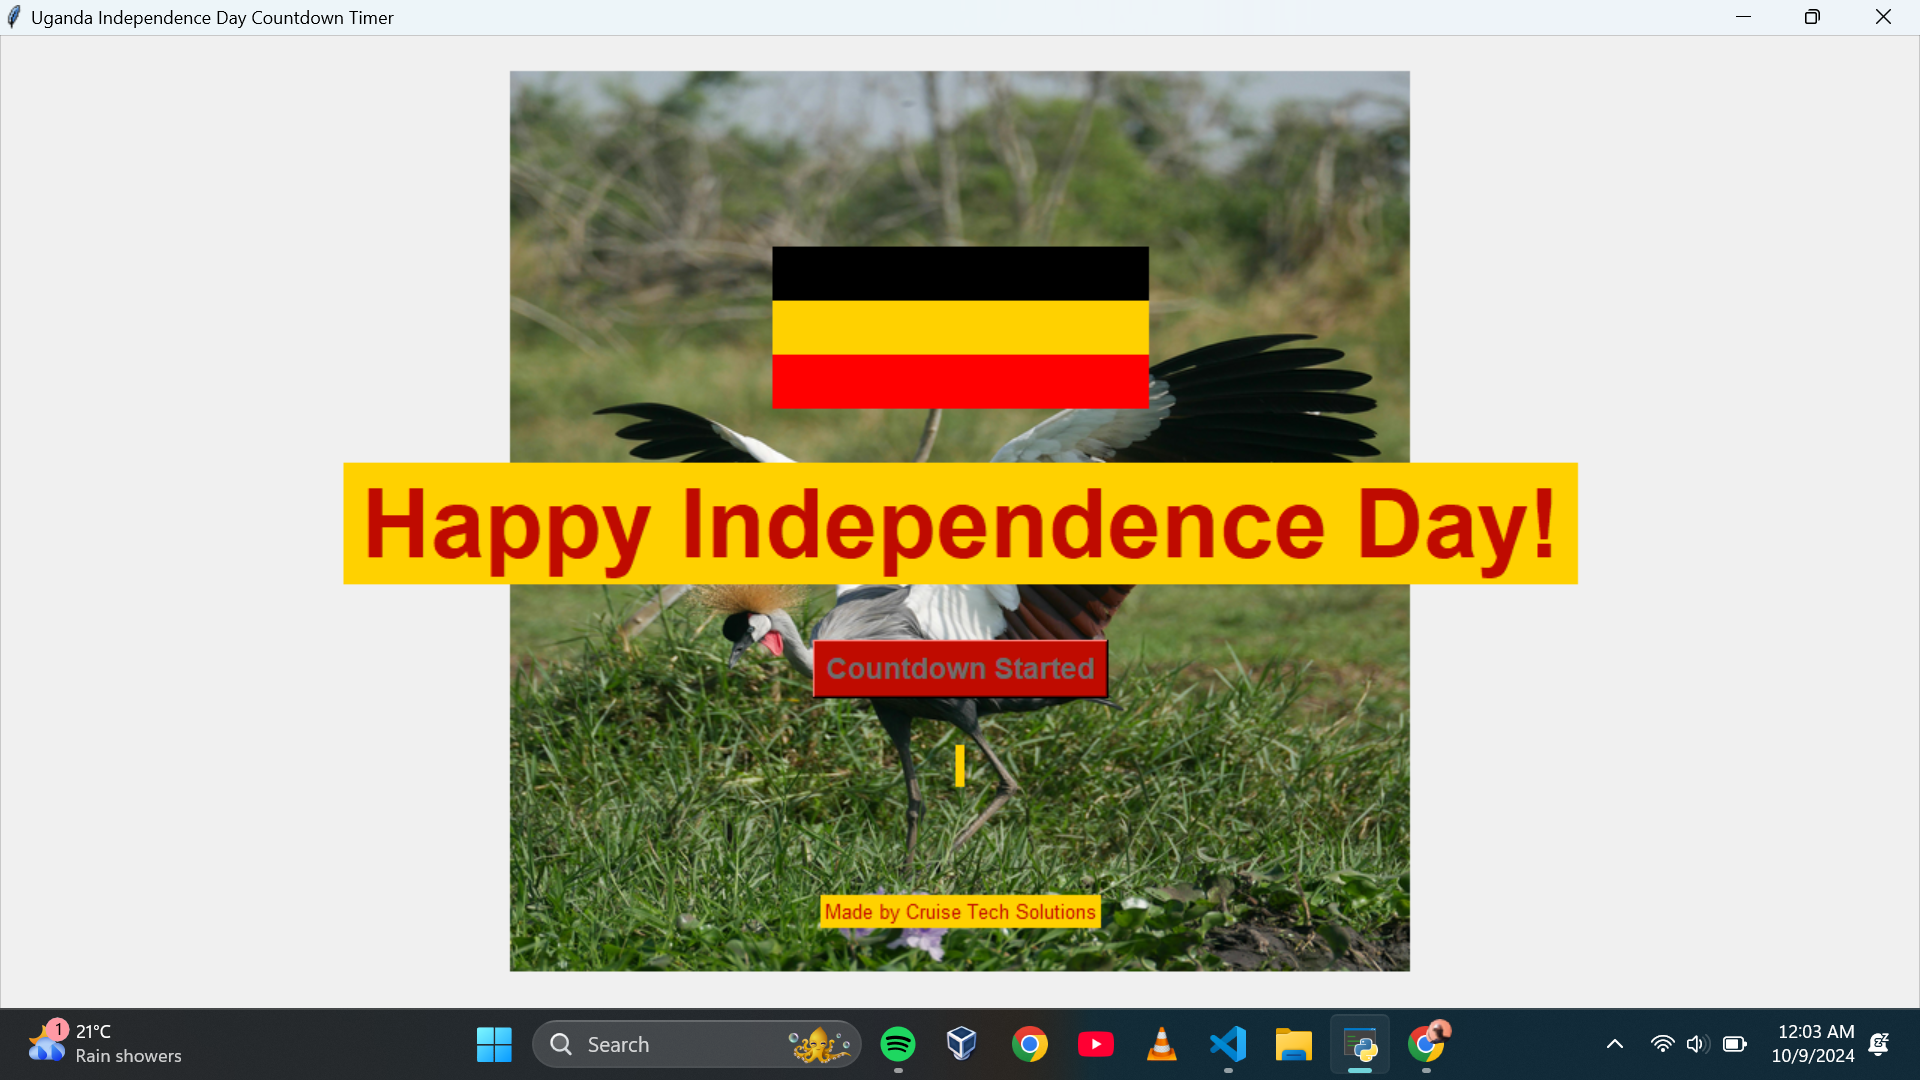 Uganda Independence Day Countdown Timer
Happy Independence Day!
Countdown Started
Made by Cruise Tech Solutions
1
21°C
Rain showers
Search
12:03 AM
10/9/2024